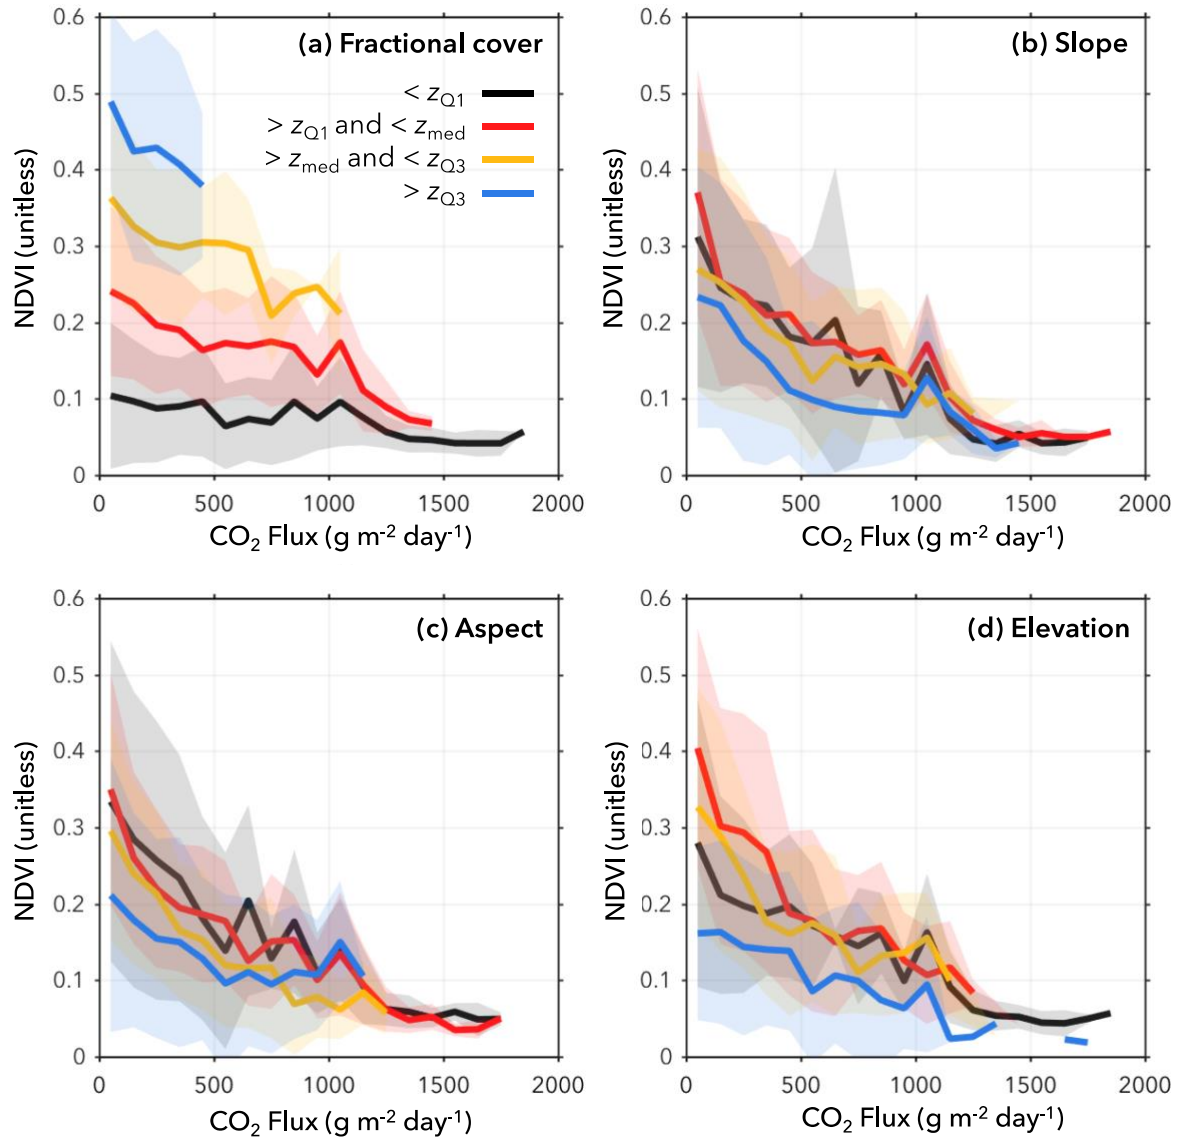 (a) Fractional cover
< zQ1
> zQ1 and < zmed
> zmed and < zQ3
> zQ3
NDVI (unitless)
0.6
0.5
0.4
0.3
0.2
0.1
0
0 500 1000 1500 2000
CO2 Flux (g m-2 day-1)
(b) Slope
NDVI (unitless)
0.6
0.5
0.4
0.3
0.2
0.1
0
0 500 1000 1500 2000
CO2 Flux (g m-2 day-1)
(c) Aspect
NDVI (unitless)
0.6
0.5
0.4
0.3
0.2
0.1
0
0 500 1000 1500 2000
CO2 Flux (g m-2 day-1)
(d) Elevation
NDVI (unitless)
0.6
0.5
0.4
0.3
0.2
0.1
0
0 500 1000 1500 2000
CO2 Flux (g m-2 day-1)